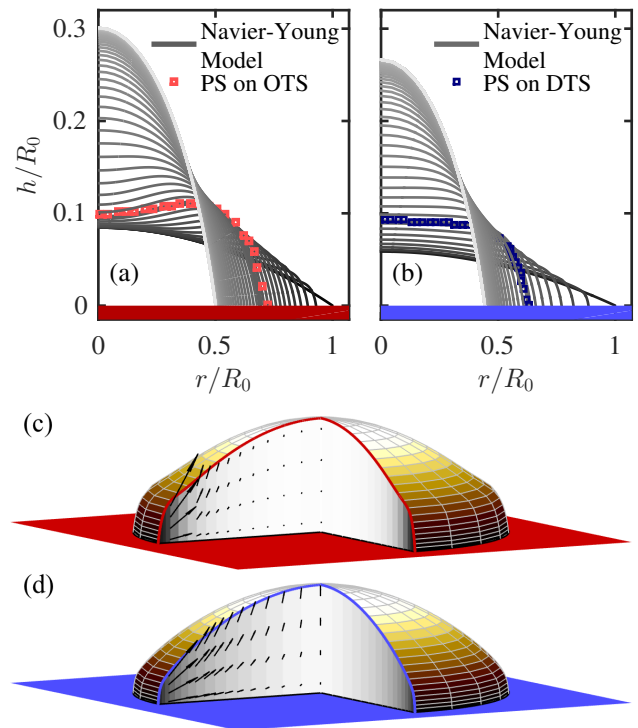 Navier-Young
Model
PS on OTS
h/R₀
0.3
0.2
0.1
0
(a)
0
0.5
1
r/R₀
Navier-Young
Model
PS on DTS
(b)
0
0.5
1
r/R₀
(c)
(d)